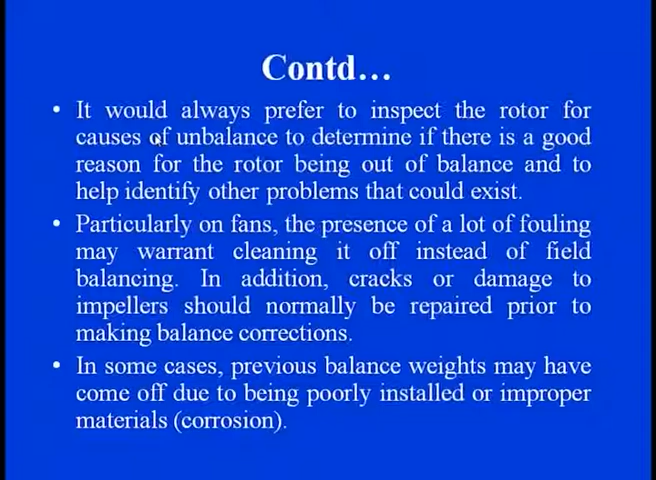 Contd...
• It would always prefer to inspect the rotor for
causes of unbalance to determine if there is a good
reason for the rotor being out of balance and to
help identify other problems that could exist.
• Particularly on fans, the presence of a lot of fouling
may warrant cleaning it off instead of field
balancing. In addition, cracks or damage to
impellers should normally be repaired prior to
making balance corrections.
• In some cases, previous balance weights may have
come off due to being poorly installed or improper
materials (corrosion).